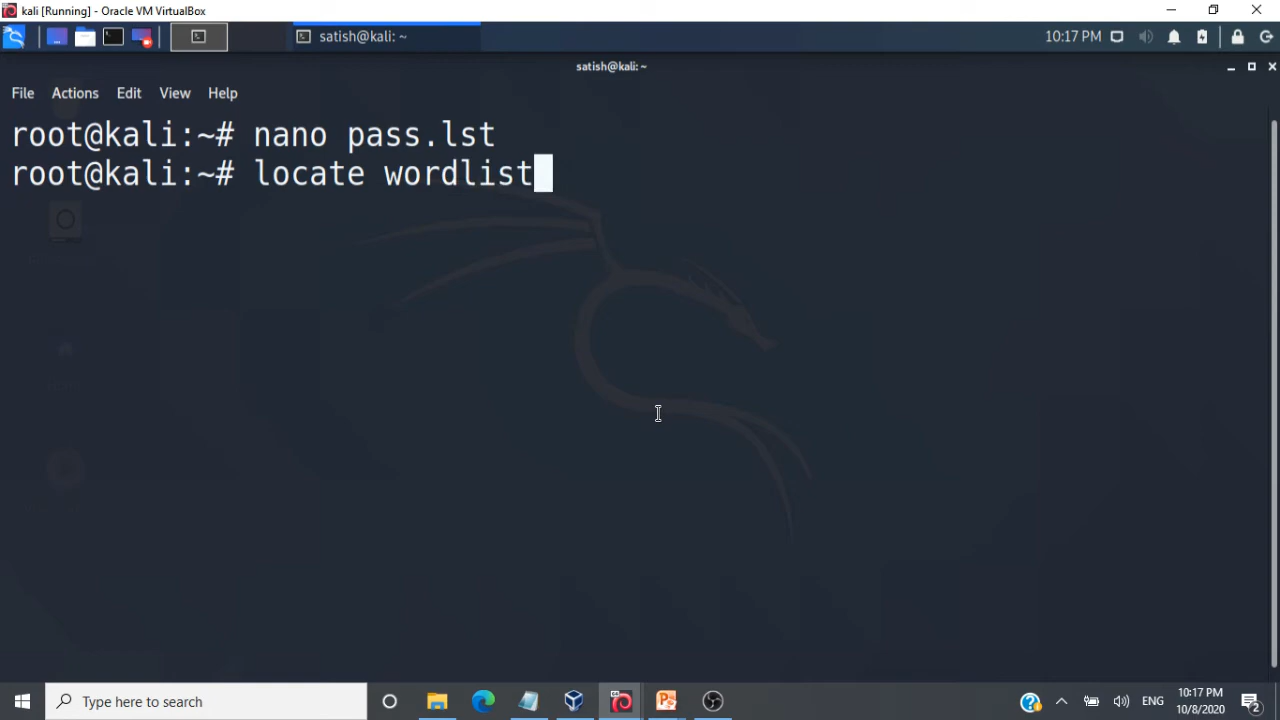 kali [Running] - Oracle VM VirtualBox
satish@kali: ~
10:17 PM
satish@kali: ~
File Actions Edit View Help
root@kali:~# nano pass.lst
root@kali:~# locate wordlist
Type here to search
ENG
10:17 PM
10/8/2020
2